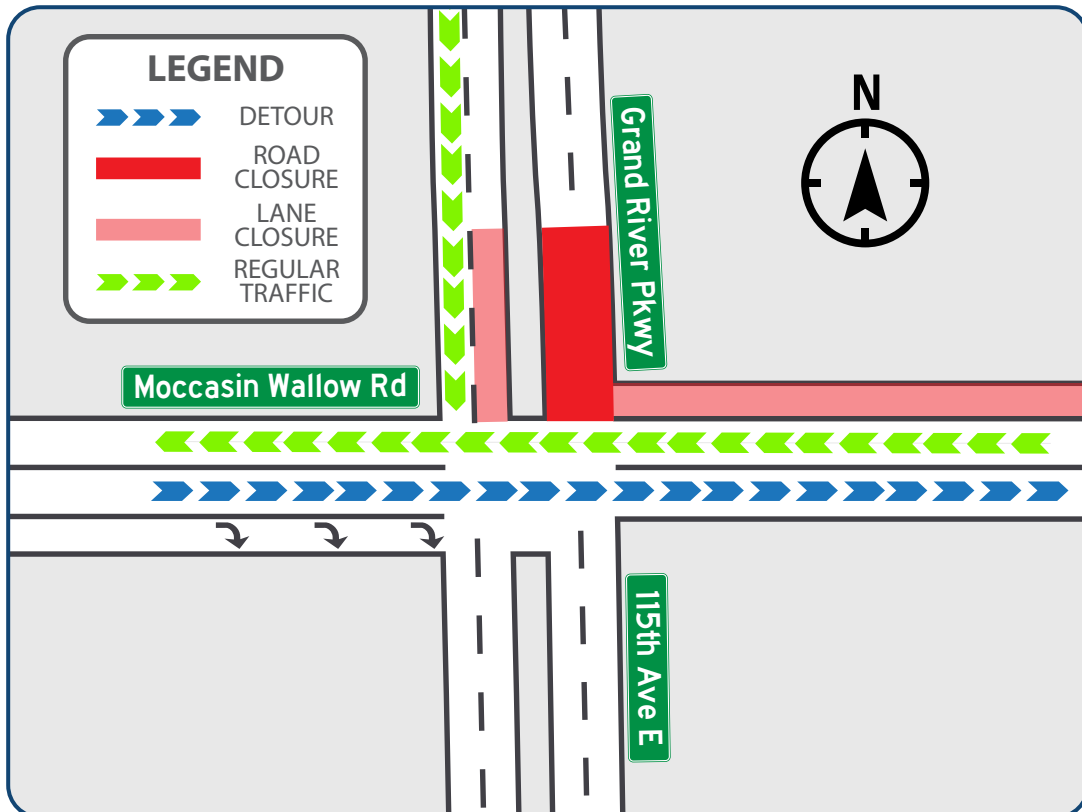 LEGEND
DETOUR
ROAD
CLOSURE
LANE
CLOSURE
REGULAR
TRAFFIC
N
Grand River Pkwy
Moccasin Wallow Rd
115th Ave E